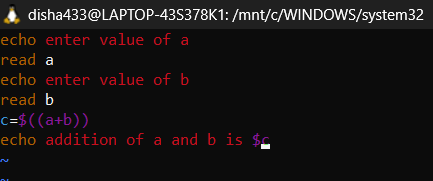 disha433@LAPTOP-43S378K1: /mnt/c/WINDOWS/system32
echo enter value of a
read a
echo enter value of b
read b
c=$((a+b))
echo addition of a and b is $c
~
~